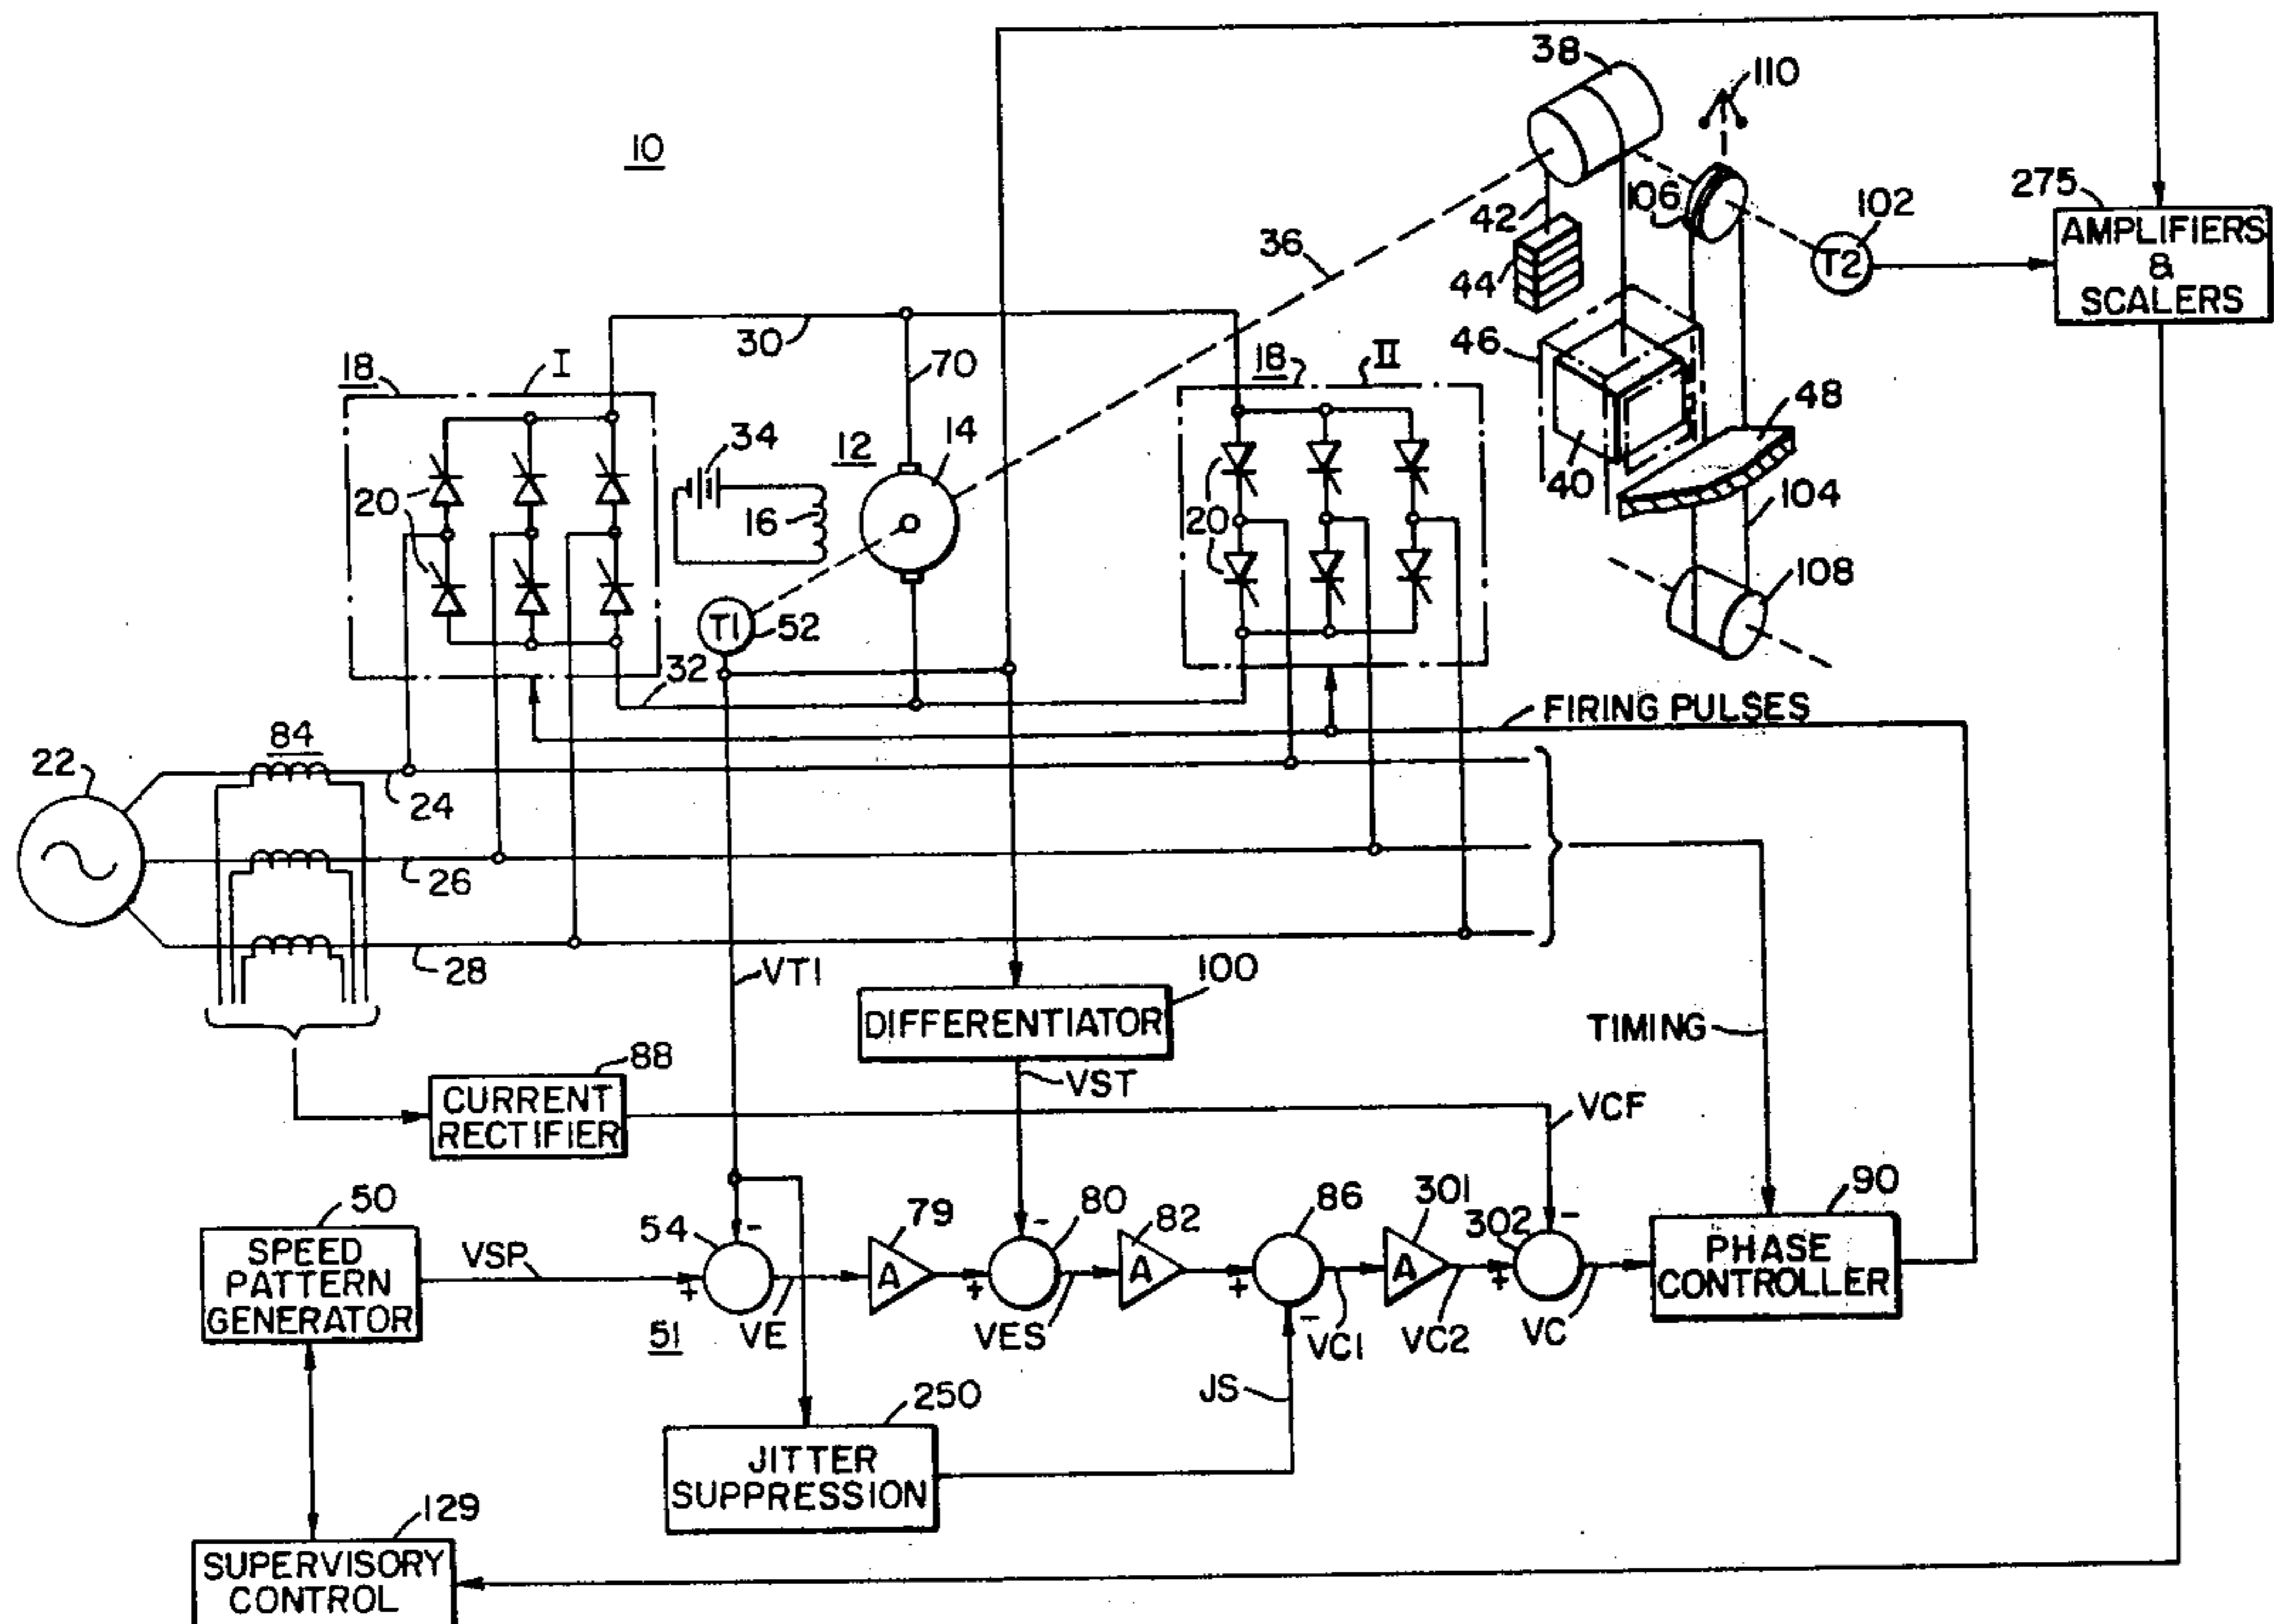 10
38
110
275
AMPLIFIERS
&
SCALERS
102
T2
106
42
44
36
30
70
46
48
40
104
108
18
I
18
II
34
12
14
16
20
20
T1
52
32
FIRING PULSES
22
84
24
26
28
VT1
100
DIFFERENTIATOR
TIMING
VST
88
CURRENT
RECTIFIER
VCF
50
SPEED
PATTERN
GENERATOR
VSP
54
-
+
51
VE
79
A
-
80
+
VES
82
A
86
+
-
VC1
301
A
VC2
302
-
+
VC
90
PHASE
CONTROLLER
JS
250
JITTER
SUPPRESSION
129
SUPERVISORY
CONTROL